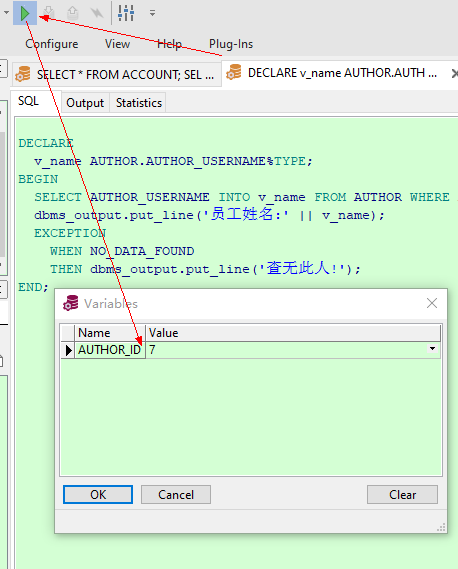 Configure View Help Plug-Ins
SELECT * FROM ACCOUNT; SEL ... DECLARE v_name AUTHOR.AUTH ...
SQL Output Statistics
DECLARE
v_name AUTHOR.AUTHOR_USERNAME%TYPE;
BEGIN
SELECT AUTHOR_USERNAME INTO v_name FROM AUTHOR WHERE
dbms_output.put_line('员工姓名:' || v_name);
EXCEPTION
WHEN NO_DATA_FOUND
THEN dbms_output.put_line('查无此人!');
END;
Variables
Name Value
AUTHOR_ID 7
OK Cancel Clear